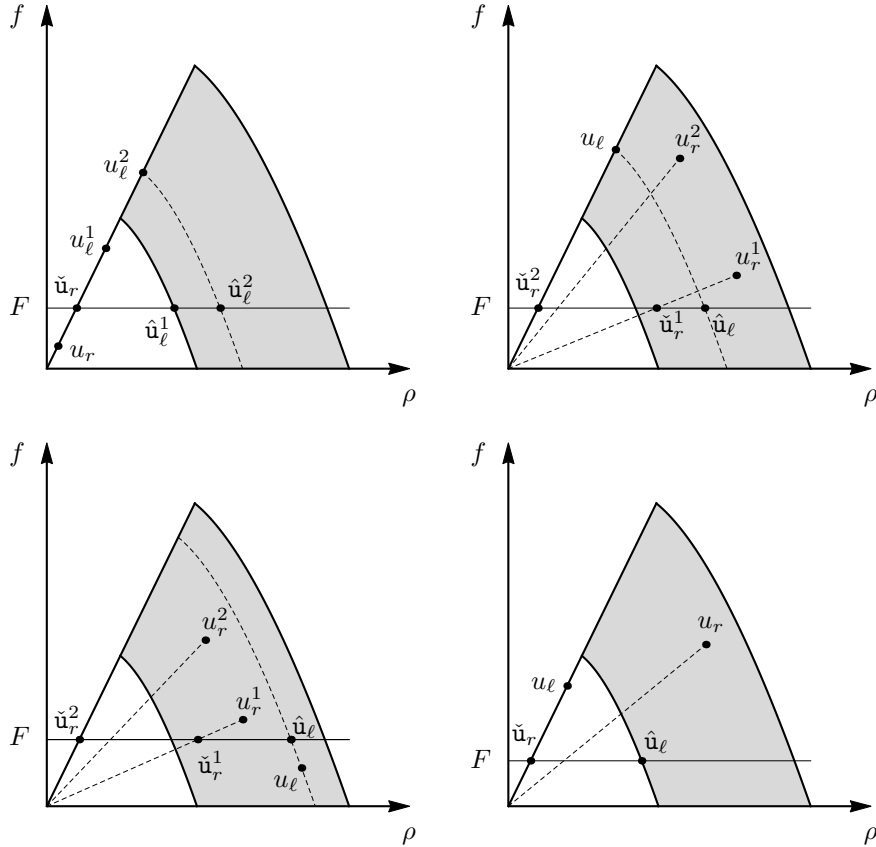 f f
u_ℓ^2 u_ℓ u_r^2
u_ℓ^1
ǔ_r û_ℓ^2 ǔ_r^2 u_r^1
F F
û_ℓ^1 ǔ_r^1 û_ℓ
u_r
ρ ρ
f f
u_r^2 u_r
u_ℓ
ǔ_r^2 u_r^1 û_ℓ ǔ_r û_ℓ
F F
ǔ_r^1 u_ℓ
ρ ρ